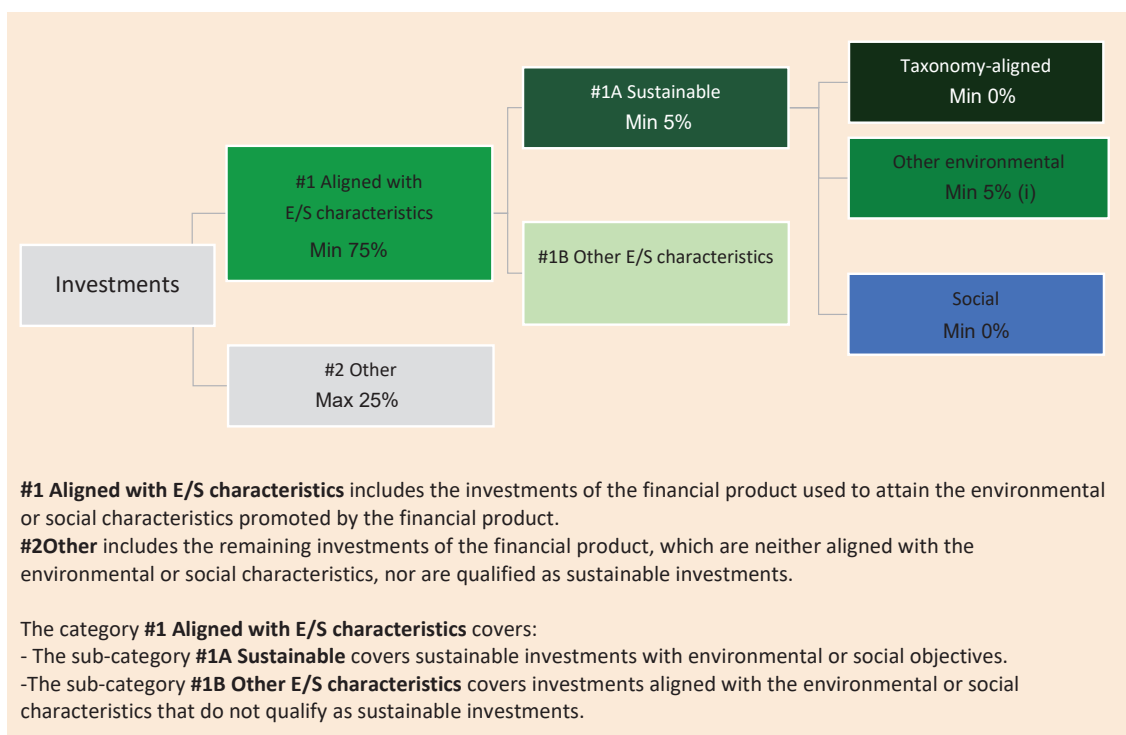 Investments
#1 Aligned with
E/S characteristics
Min 75%
#2 Other
Max 25%
#1A Sustainable
Min 5%
#1B Other E/S characteristics
Taxonomy-aligned
Min 0%
Other environmental
Min 5% (i)
Social
Min 0%
#1 Aligned with E/S characteristics includes the investments of the financial product used to attain the environmental
or social characteristics promoted by the financial product.
#2Other includes the remaining investments of the financial product, which are neither aligned with the
environmental or social characteristics, nor are qualified as sustainable investments.
The category #1 Aligned with E/S characteristics covers:
- The sub-category #1A Sustainable covers sustainable investments with environmental or social objectives.
-The sub-category #1B Other E/S characteristics covers investments aligned with the environmental or social
characteristics that do not qualify as sustainable investments.